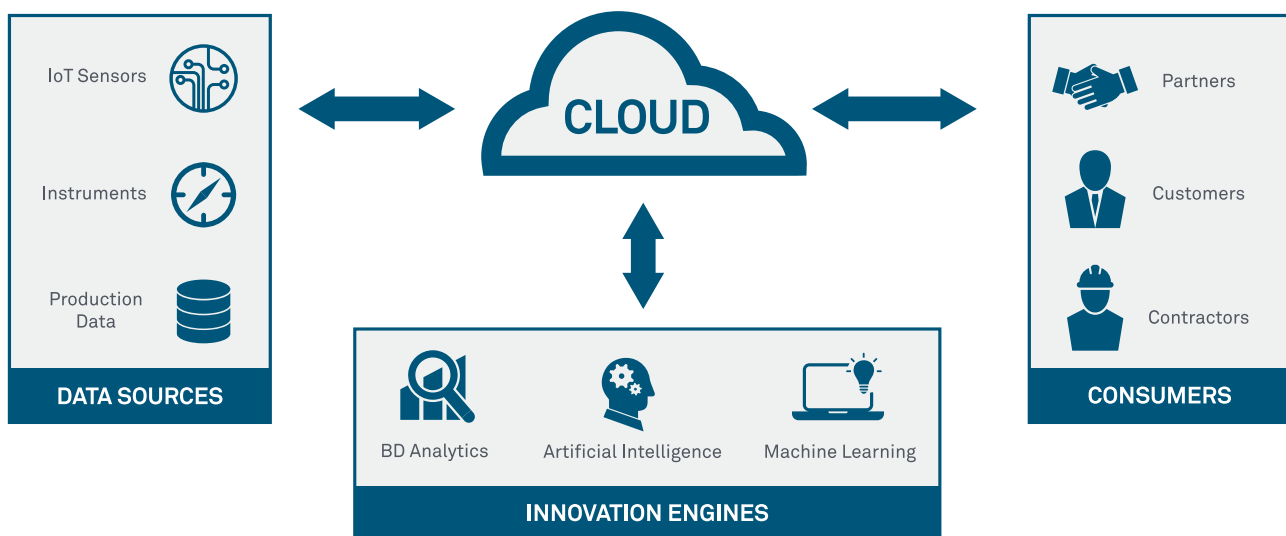 IoT Sensors
Instruments
Production
Data
DATA SOURCES
CLOUD
Partners
Customers
Contractors
CONSUMERS
BD Analytics
Artificial Intelligence
Machine Learning
INNOVATION ENGINES